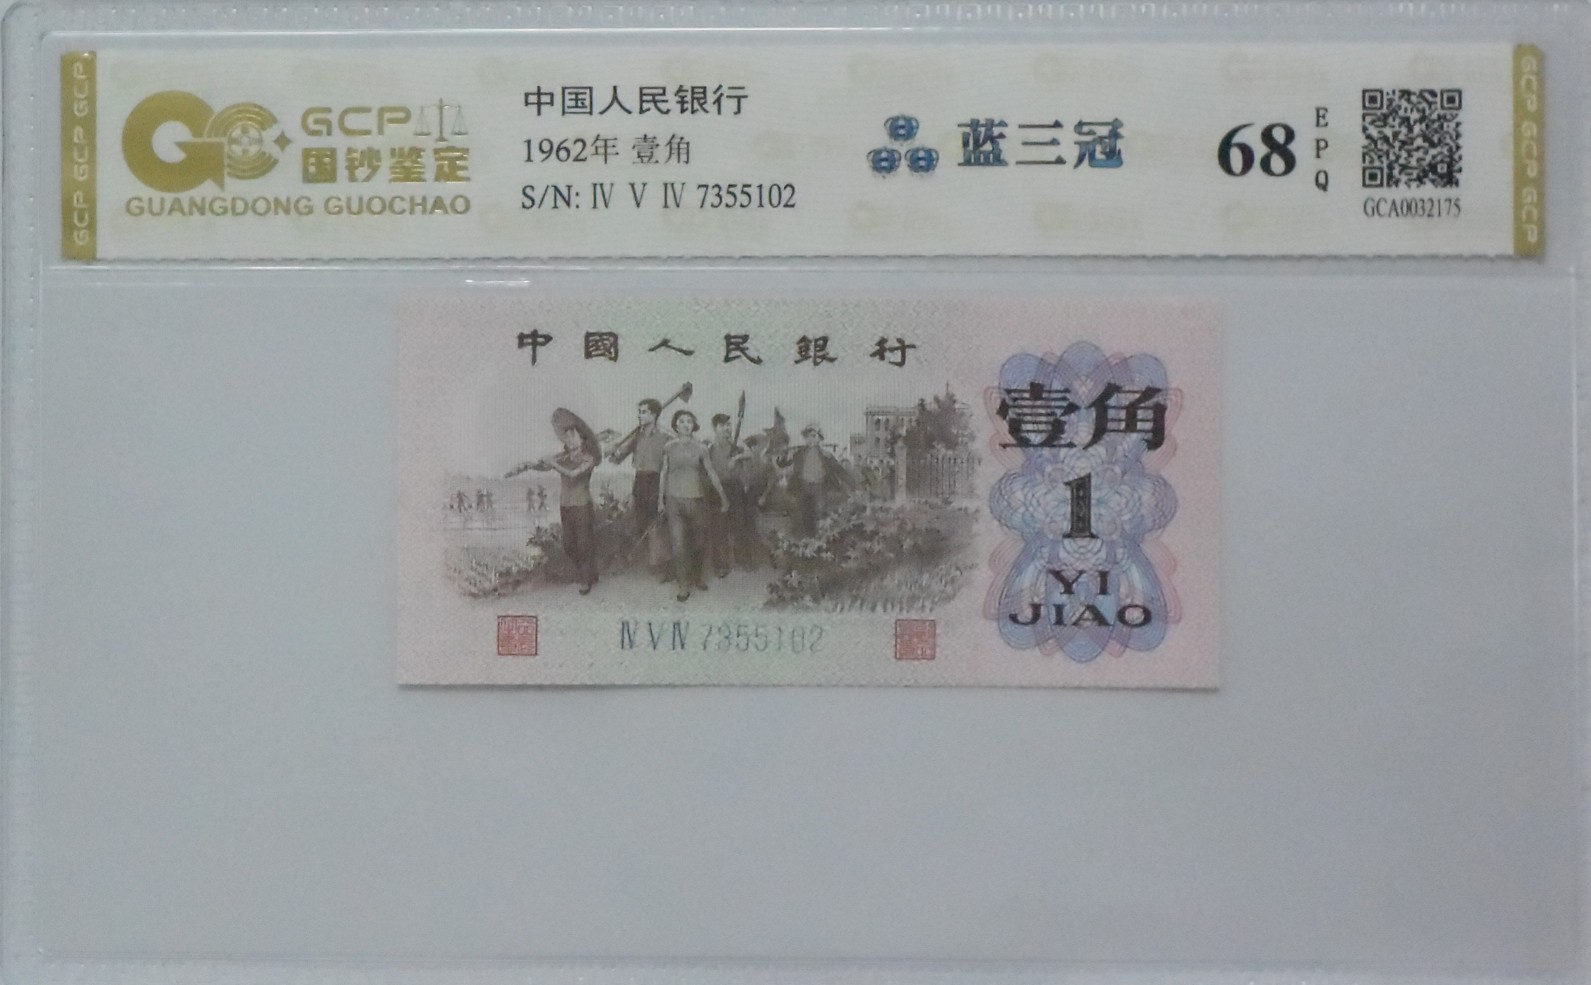 GCP GCP GCP
GCP
国钞鉴定
GUANGDONG GUOCHAO
中国人民银行
1962年 壹角
S/N: Ⅳ Ⅴ Ⅳ 7355102
蓝三冠
68
EPQ
GCA0032175
GCP GCP GCP
中國人民銀行
壹角
1
YI
JIAO
ⅣⅤⅣ 7355102